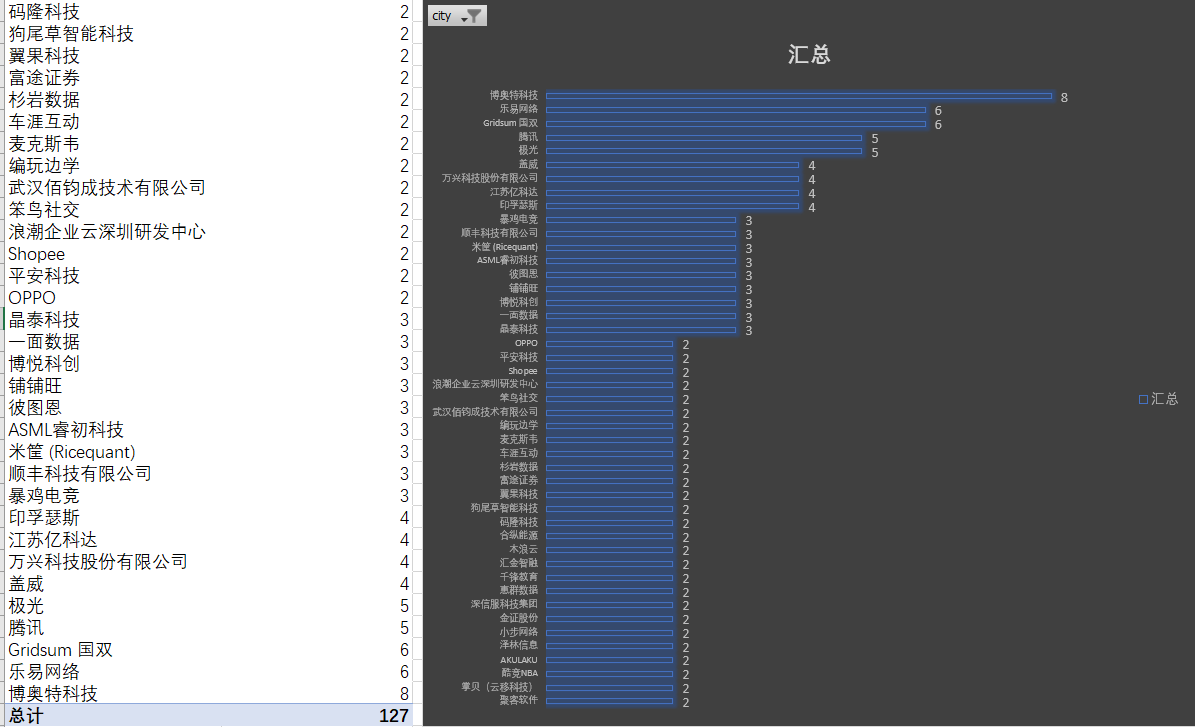 码隆科技 2
狗尾草智能科技 2
翼果科技 2
富途证券 2
杉岩数据 2
车涯互动 2
麦克斯韦 2
编玩边学 2
武汉佰钧成技术有限公司 2
笨鸟社交 2
浪潮企业云深圳研发中心 2
Shopee 2
平安科技 2
OPPO 2
晶泰科技 3
一面数据 3
博悦科创 3
铺铺旺 3
彼图恩 3
ASML睿初科技 3
米筐 (Ricequant) 3
顺丰科技有限公司 3
暴鸡电竞 3
印孚瑟斯 4
江苏亿科达 4
万兴科技股份有限公司 4
盖威 4
极光 5
腾讯 5
Gridsum 国双 6
乐易网络 6
博奥特科技 8
总计 127
city
汇总
博奥特科技 8
乐易网络 6
Gridsum 国双 6
腾讯 5
极光 5
盖威 4
万兴科技股份有限公司 4
江苏亿科达 4
印孚瑟斯 4
暴鸡电竞 3
顺丰科技有限公司 3
米筐 (Ricequant) 3
ASML睿初科技 3
彼图恩 3
铺铺旺 3
博悦科创 3
一面数据 3
晶泰科技 3
OPPO 2
平安科技 2
Shopee 2
浪潮企业云深圳研发中心 2
笨鸟社交 2
武汉佰钧成技术有限公司 2
编玩边学 2
麦克斯韦 2
车涯互动 2
杉岩数据 2
富途证券 2
翼果科技 2
狗尾草智能科技 2
码隆科技 2
合纵能源 2
木浪云 2
汇金智融 2
千锋教育 2
惠群数据 2
深信服科技集团 2
金证股份 2
小步网络 2
泽林信息 2
AKULAKU 2
酷竞NBA 2
掌贝（云移科技） 2
聚客软件 2
汇总